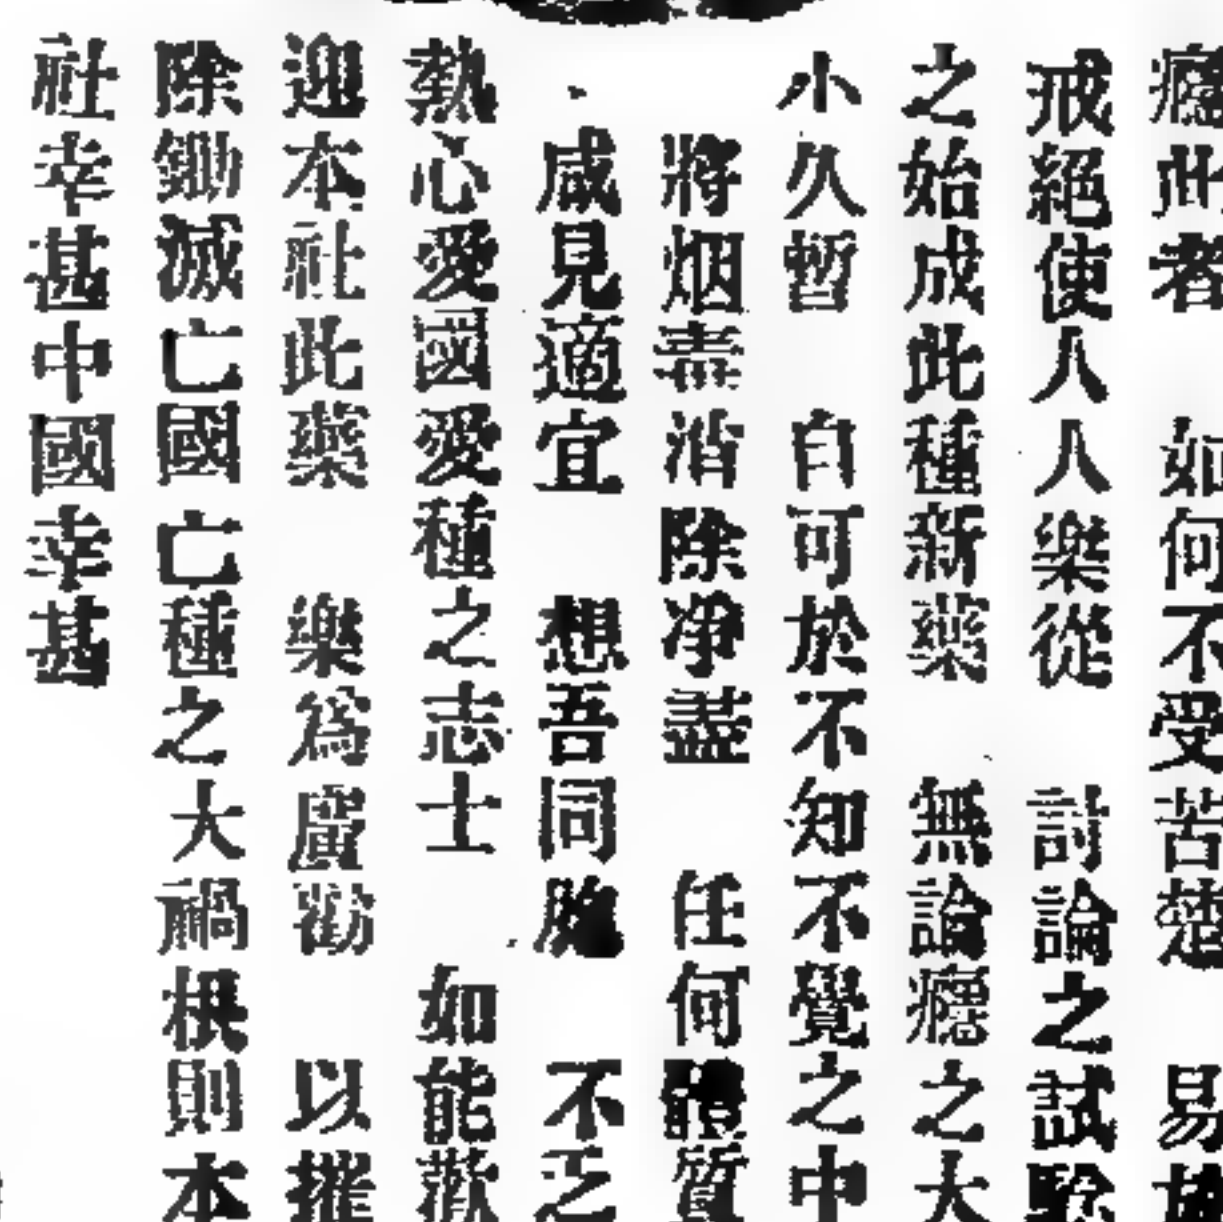 癮此者 如何不受苦楚 易
戒絕使人人樂從 討論之試驗
之始成此種新藥 無論癮之大
小久暫 自可於不知不覺之中
將烟毒消除净盡 任何體質
咸見適宜 想吾同胞 不乏
熱心愛國愛種之志士 如能歡
迎本社此藥 樂爲廣勸 以摧
除鋤滅亡國亡種之大禍根則本
社幸甚中國幸甚